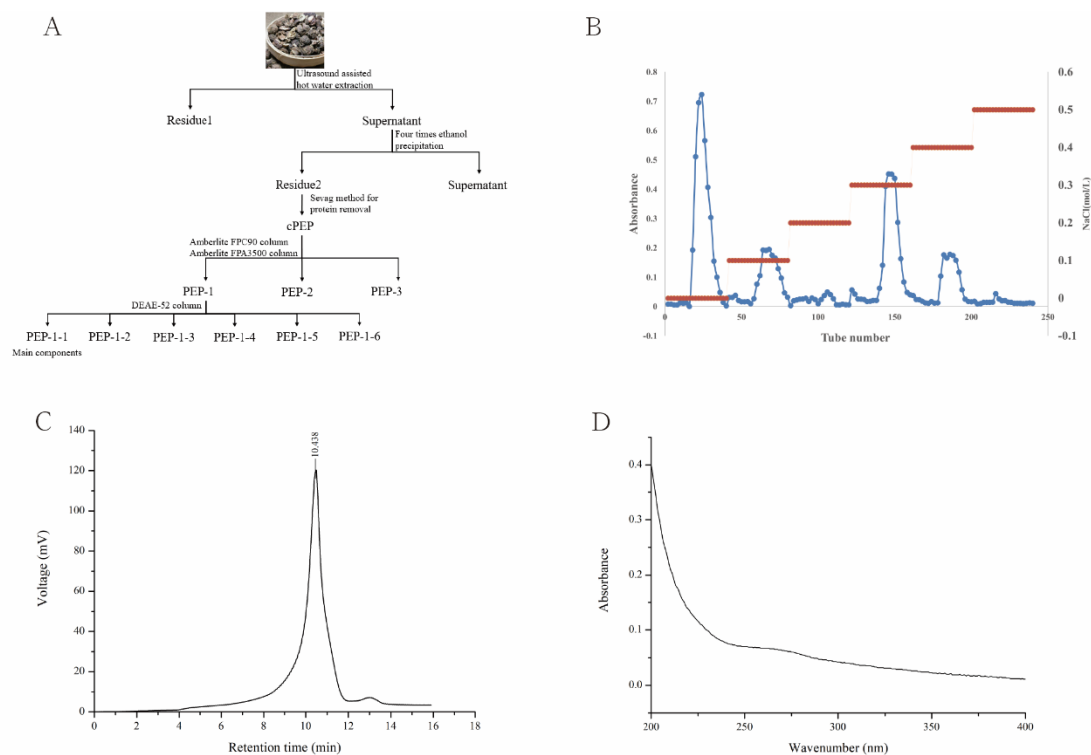 A
Ultrasound assisted
hot water extraction
Residue1
Supernatant
Four times ethanol
precipitation
Residue2
Supernatant
Sevag method for
protein removal
cPEP
Amberlite FPC90 column
Amberlite FPA3500 column
PEP-1
PEP-2
PEP-3
DEAE-52 column
PEP-1-1
PEP-1-2
PEP-1-3
PEP-1-4
PEP-1-5
PEP-1-6
Main components
B
0.8
0.7
0.6
0.5
0.4
0.3
0.2
0.1
0
-0.1
Absorbance
0
50
100
150
200
250
Tube number
0.6
0.5
0.4
0.3
0.2
0.1
0
-0.1
NaCl(mol/L)
C
140
120
100
80
60
40
20
0
Voltage (mV)
10.438
0
2
4
6
8
10
12
14
16
18
Retention time (min)
D
0.4
0.3
0.2
0.1
0.0
Absorbance
200
250
300
350
400
Wavenumber (nm)